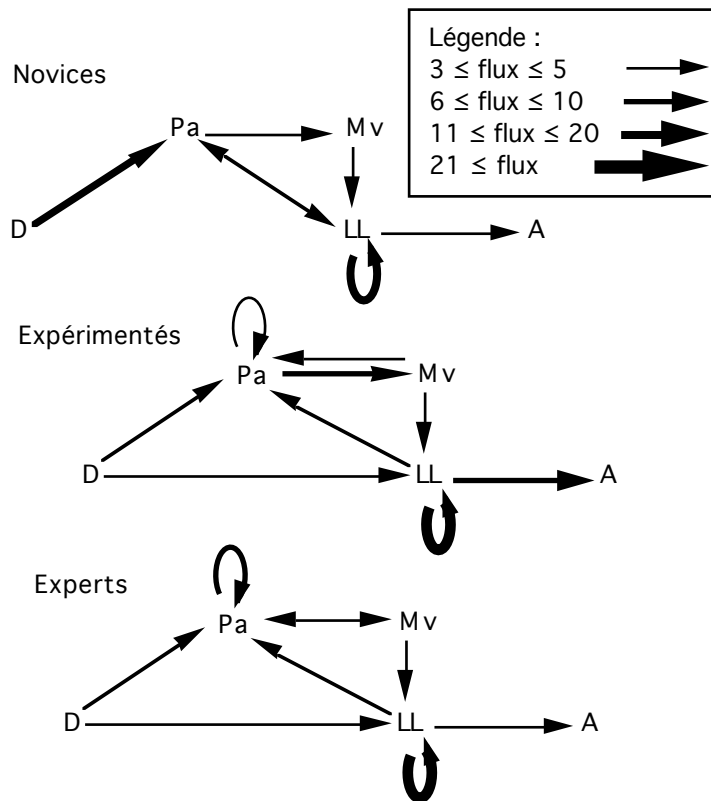 Légende :
3 ≤ flux ≤ 5
6 ≤ flux ≤ 10
11 ≤ flux ≤ 20
21 ≤ flux
Novices
Pa Mv
D LL A
Expérimentés
Pa Mv
D LL A
Experts
Pa Mv
D LL A